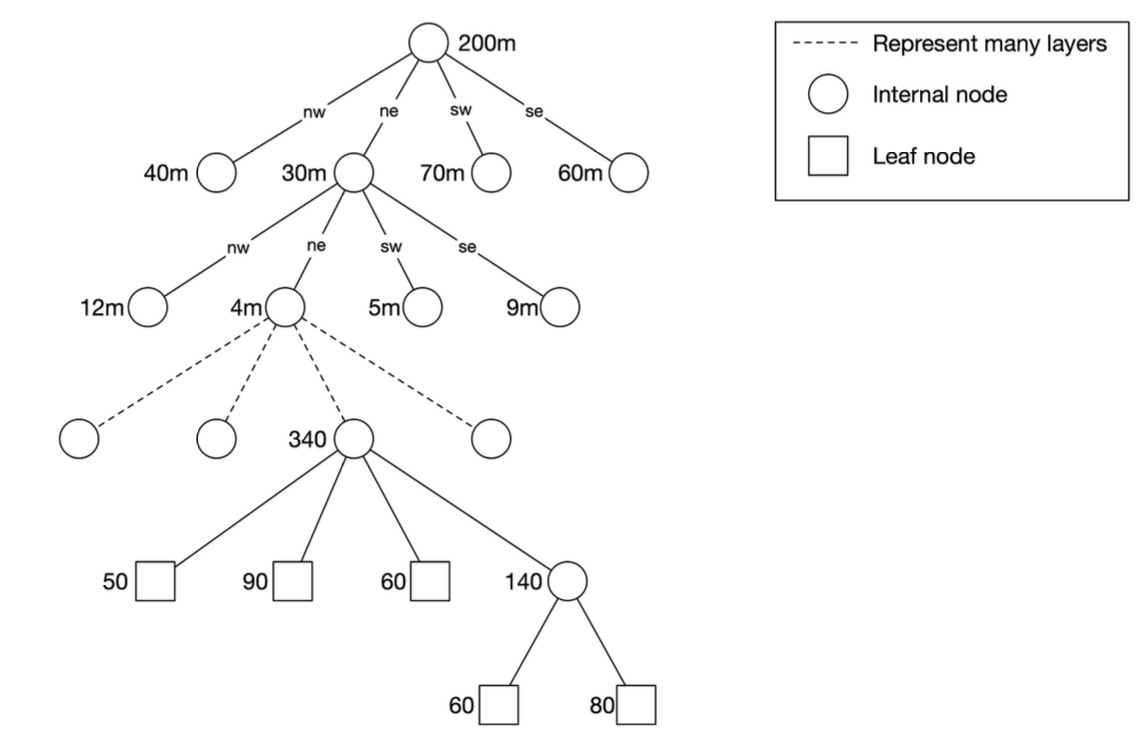 200m
Represent many layers
Internal node
Leaf node
nw
ne
sw
se
40m
30m
70m
60m
nw
ne
sw
se
12m
4m
5m
9m
340
50
90
60
140
60
80